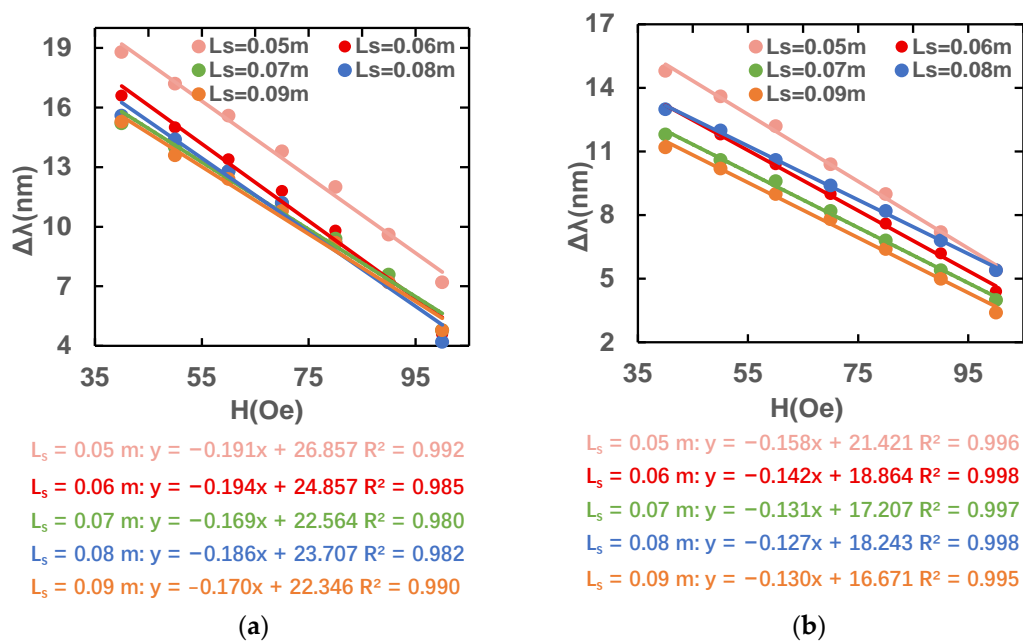 19
16
13
10
7
4
Δλ(nm)
Ls=0.05m Ls=0.06m
Ls=0.07m Ls=0.08m
Ls=0.09m
35 55 75 95
H(Oe)
Ls = 0.05 m: y = −0.191x + 26.857 R² = 0.992
Ls = 0.06 m: y = −0.194x + 24.857 R² = 0.985
Ls = 0.07 m: y = −0.169x + 22.564 R² = 0.980
Ls = 0.08 m: y = −0.186x + 23.707 R² = 0.982
Ls = 0.09 m: y = -0.170x + 22.346 R² = 0.990
(a)
17
14
11
8
5
2
Δλ(nm)
Ls=0.05m Ls=0.06m
Ls=0.07m Ls=0.08m
Ls=0.09m
35 55 75 95
H(Oe)
Ls = 0.05 m: y = −0.158x + 21.421 R² = 0.996
Ls = 0.06 m: y = −0.142x + 18.864 R² = 0.998
Ls = 0.07 m: y = −0.131x + 17.207 R² = 0.997
Ls = 0.08 m: y = −0.127x + 18.243 R² = 0.998
Ls = 0.09 m: y = −0.130x + 16.671 R² = 0.995
(b)